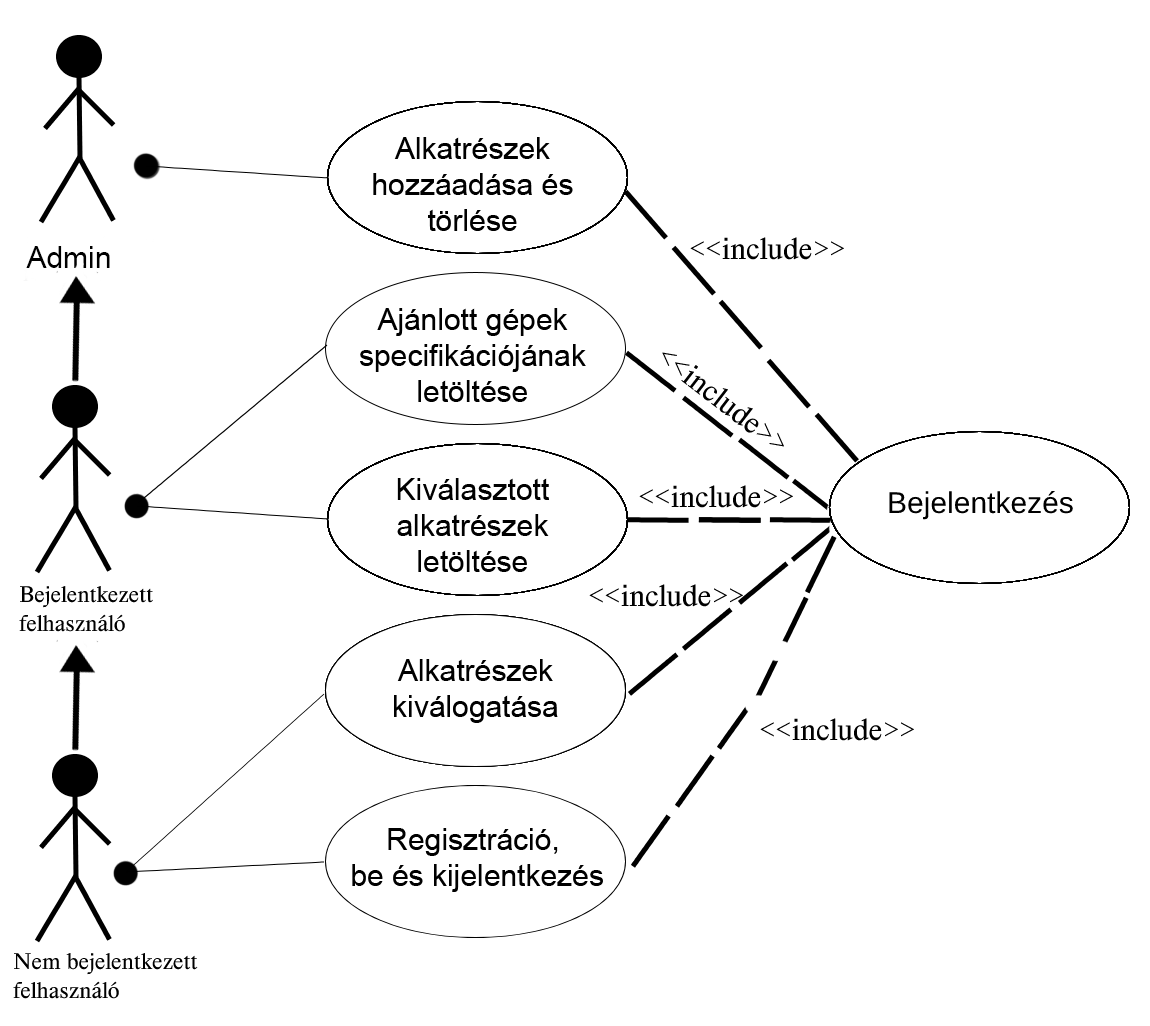 Alkatrészek
hozzáadása és
törlése
<<include>>
Admin
Ajánlott gépek
specifikációjának
letöltése
<<include>>
Kiválasztott
alkatrészek
letöltése
<<include>>
Bejelentkezés
Bejelentkezett
felhasználó
<<include>>
Alkatrészek
kiválogatása
<<include>>
Regisztráció,
be és kijelentkezés
Nem bejelentkezett
felhasználó